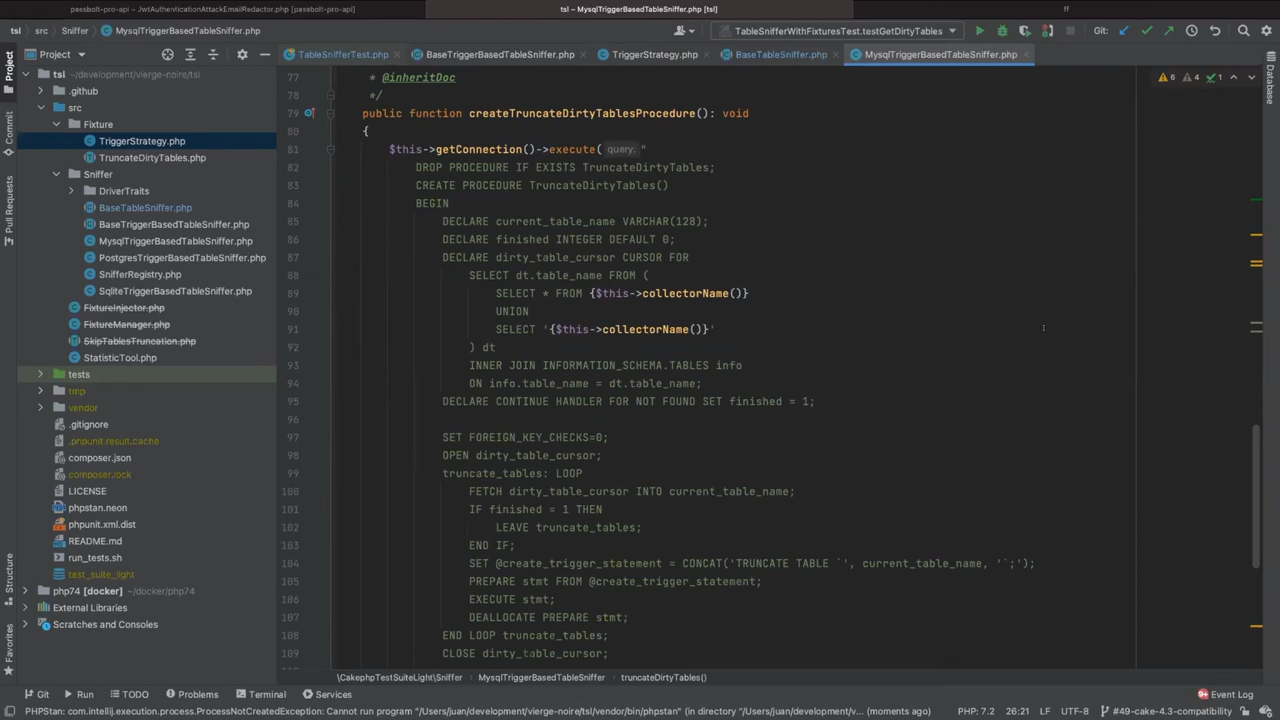 passbolt-pro-api – JwtAuthenticationAttackEmailRedactor.php [passbolt-pro-api]
tsl – MysqlTriggerBasedTableSniffer.php [tsl]
ff
tsl
src
Sniffer
MysqlTriggerBasedTableSniffer.php
TableSnifferWithFixturesTest.testGetDirtyTables
Git:
Project
TableSnifferTest.php
BaseTriggerBasedTableSniffer.php
TriggerStrategy.php
BaseTableSniffer.php
MysqlTriggerBasedTableSniffer.php
Project
Commit
Pull Requests
Structure
Favorites
Database
tsl ~/development/vierge-noire/tsl
.github
src
Fixture
TriggerStrategy.php
TruncateDirtyTables.php
Sniffer
DriverTraits
BaseTableSniffer.php
BaseTriggerBasedTableSniffer.php
MysqlTriggerBasedTableSniffer.php
PostgresTriggerBasedTableSniffer.php
SnifferRegistry.php
SqliteTriggerBasedTableSniffer.php
FixtureInjector.php
FixtureManager.php
SkipTablesTruncation.php
StatisticTool.php
tests
tmp
vendor
.gitignore
.phpunit.result.cache
composer.json
composer.lock
LICENSE
phpstan.neon
phpunit.xml.dist
README.md
run_tests.sh
test_suite_light
php74 [docker] ~/docker/php74
External Libraries
Scratches and Consoles
6 4 1
77 * @inheritDoc
78 */
79 public function createTruncateDirtyTablesProcedure(): void
80 {
81 $this->getConnection()->execute( query: "
82 DROP PROCEDURE IF EXISTS TruncateDirtyTables;
83 CREATE PROCEDURE TruncateDirtyTables()
84 BEGIN
85 DECLARE current_table_name VARCHAR(128);
86 DECLARE finished INTEGER DEFAULT 0;
87 DECLARE dirty_table_cursor CURSOR FOR
88 SELECT dt.table_name FROM (
89 SELECT * FROM {$this->collectorName()}
90 UNION
91 SELECT '{$this->collectorName()}'
92 ) dt
93 INNER JOIN INFORMATION_SCHEMA.TABLES info
94 ON info.table_name = dt.table_name;
95 DECLARE CONTINUE HANDLER FOR NOT FOUND SET finished = 1;
96
97 SET FOREIGN_KEY_CHECKS=0;
98 OPEN dirty_table_cursor;
99 truncate_tables: LOOP
100 FETCH dirty_table_cursor INTO current_table_name;
101 IF finished = 1 THEN
102 LEAVE truncate_tables;
103 END IF;
104 SET @create_trigger_statement = CONCAT('TRUNCATE TABLE `', current_table_name, '`;');
105 PREPARE stmt FROM @create_trigger_statement;
106 EXECUTE stmt;
107 DEALLOCATE PREPARE stmt;
108 END LOOP truncate_tables;
109 CLOSE dirty_table_cursor;
\CakephpTestSuiteLight\Sniffer
MysqlTriggerBasedTableSniffer
truncateDirtyTables()
Git
Run
TODO
Problems
Terminal
Services
9+ Event Log
PHPStan: com.intellij.execution.process.ProcessNotCreatedException: Cannot run program "/Users/juan/development/vierge-noire/tsl/vendor/bin/phpstan" (in directory "/Users/juan/development/v... (moments ago)
PHP: 7.2
26:21
LF
UTF-8
4 spaces
#49-cake-4.3-compatibility